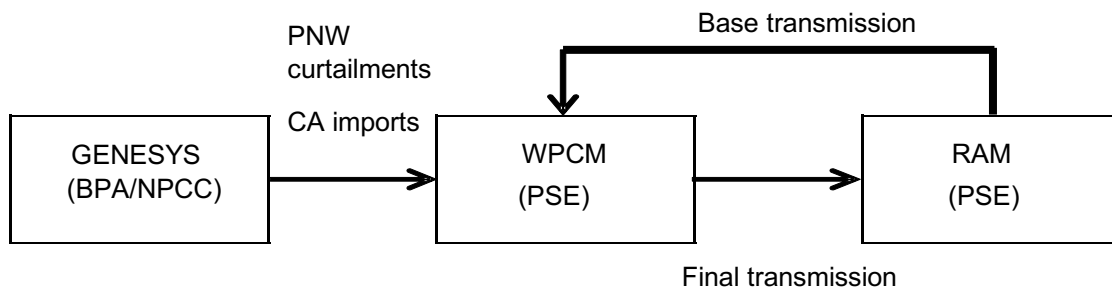 Base transmission
PNW
curtailments
CA imports
GENESYS
(BPA/NPCC)
WPCM
(PSE)
RAM
(PSE)
Final transmission